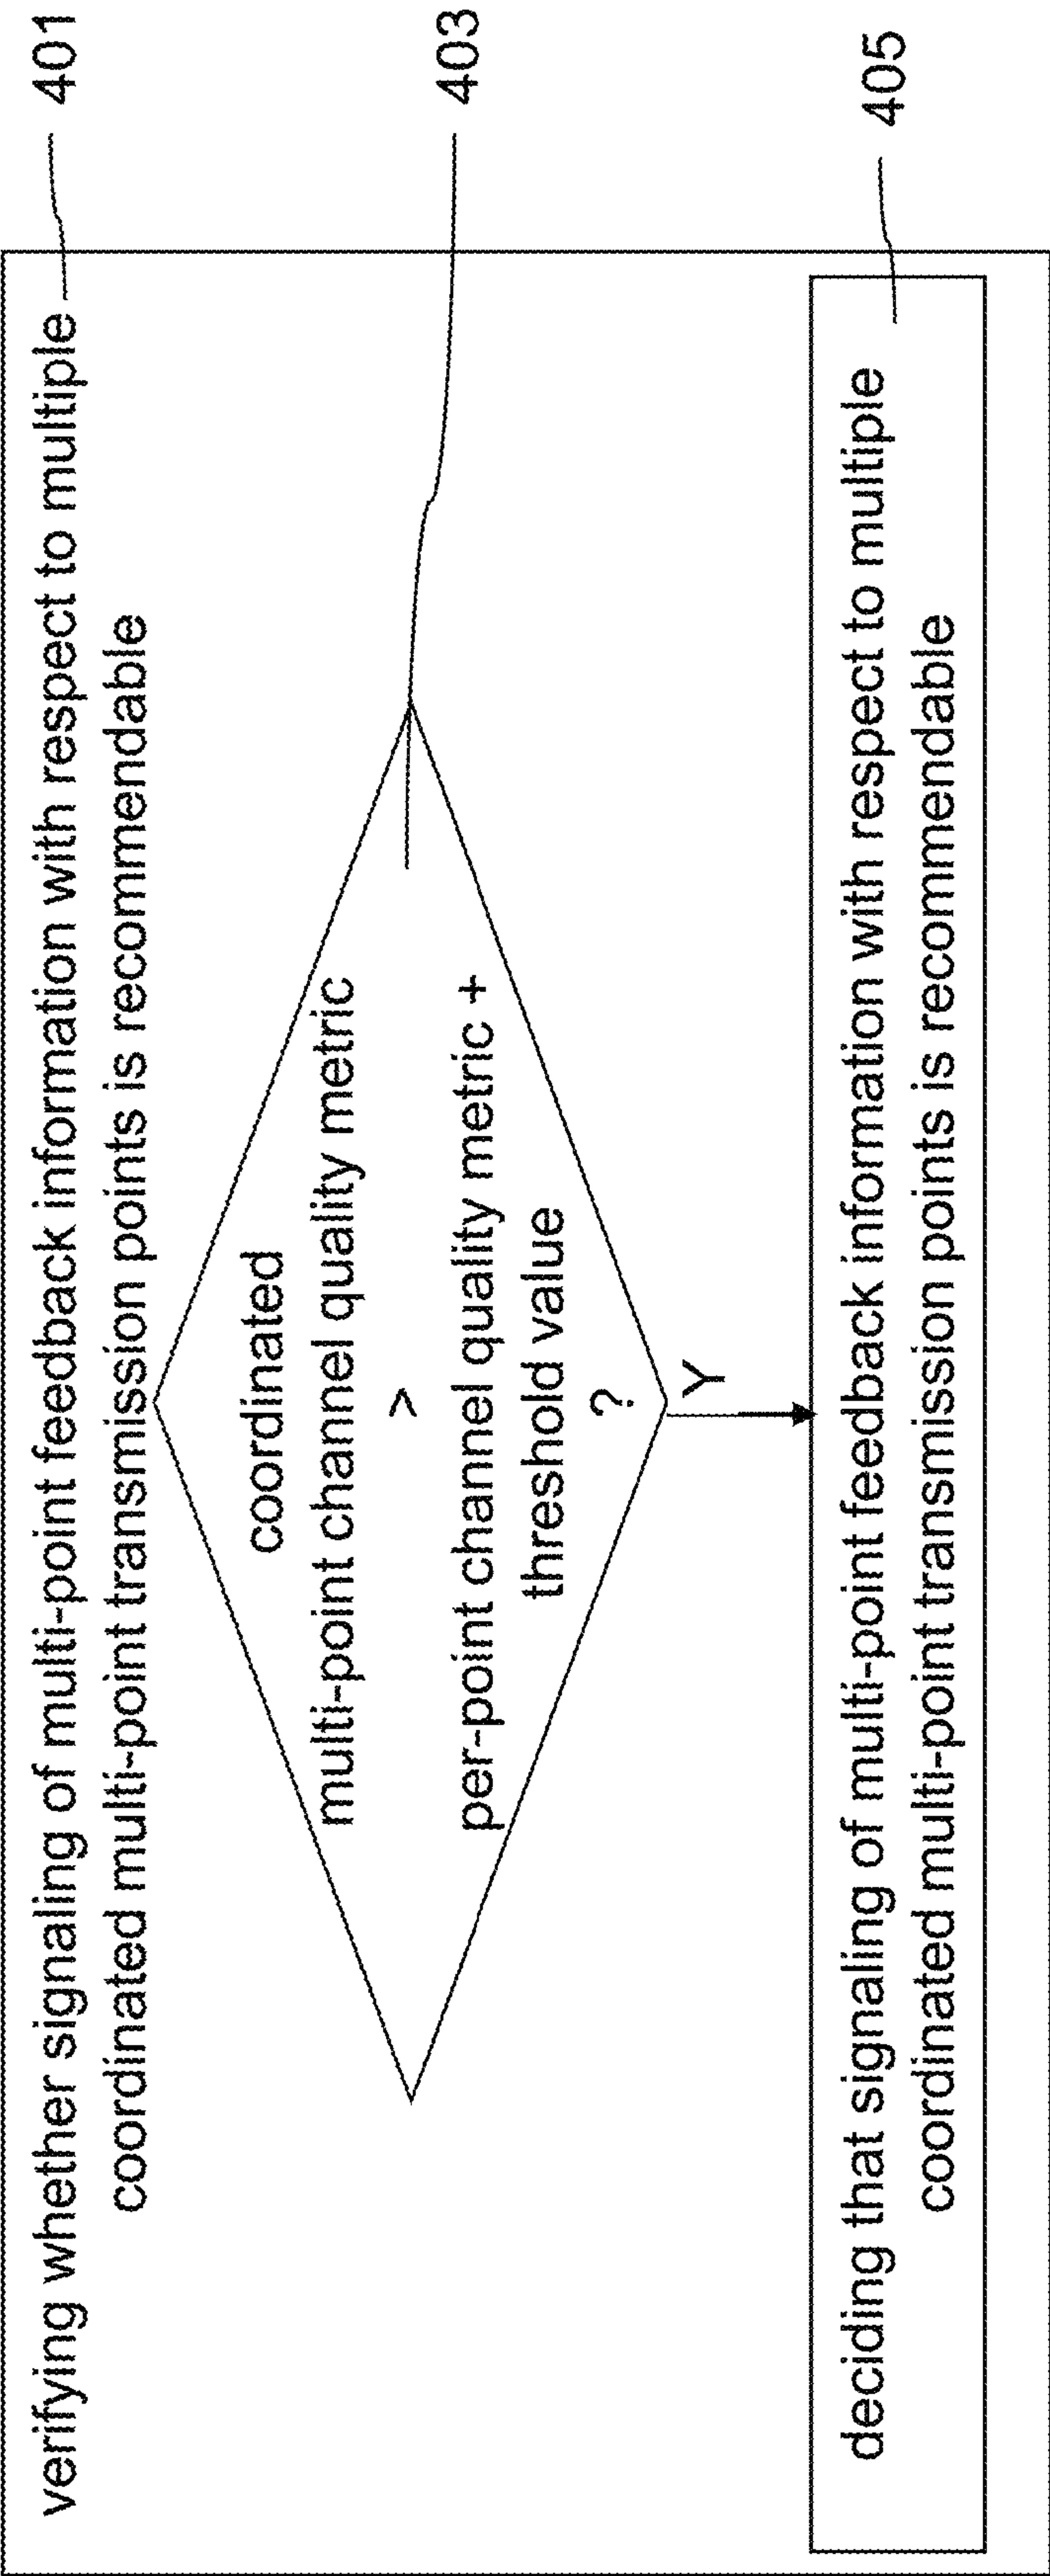 verifying whether signaling of multi-point feedback information with respect to multiple
coordinated multi-point transmission points is recommendable
401
coordinated
multi-point channel quality metric
>
per-point channel quality metric +
threshold value
?
403
Y
deciding that signaling of multi-point feedback information with respect to multiple
coordinated multi-point transmission points is recommendable
405